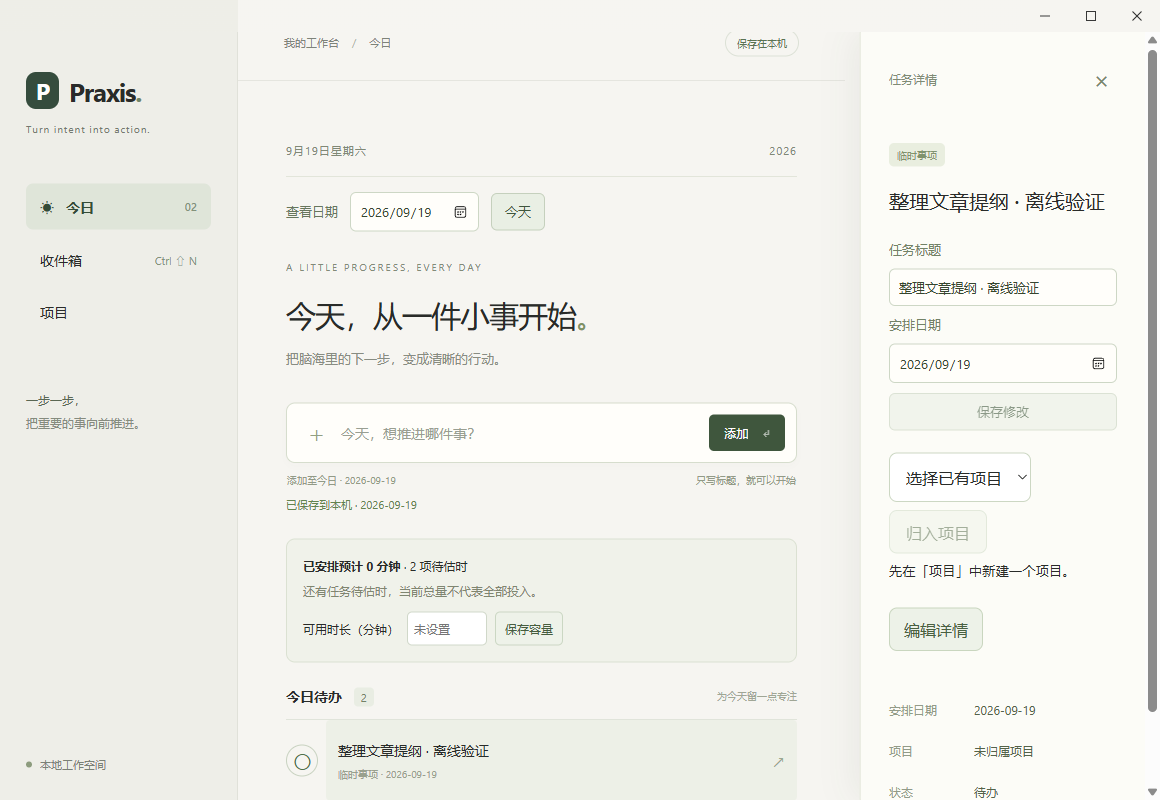 P Praxis.
Turn intent into action.
今日 02
收件箱 Ctrl ⇧ N
项目
一步一步，
把重要的事向前推进。
本地工作空间
我的工作台 / 今日
保存在本机
9月19日星期六 2026
查看日期 2026/09/19 今天
A LITTLE PROGRESS, EVERY DAY
今天，从一件小事开始。
把脑海里的下一步，变成清晰的行动。
+ 今天，想推进哪件事? 添加 ↲
添加至今日 · 2026-09-19 只写标题，就可以开始
已保存到本机 · 2026-09-19
已安排预计 0 分钟 · 2 项待估时
还有任务待估时，当前总量不代表全部投入。
可用时长（分钟） 未设置 保存容量
今日待办 2 为今天留一点专注
整理文章提纲 · 离线验证
临时事项 · 2026-09-19 ↗
任务详情
临时事项
整理文章提纲 · 离线验证
任务标题
整理文章提纲 · 离线验证
安排日期
2026/09/19
保存修改
选择已有项目
归入项目
先在「项目」中新建一个项目。
编辑详情
安排日期 2026-09-19
项目 未归属项目
状态 待办